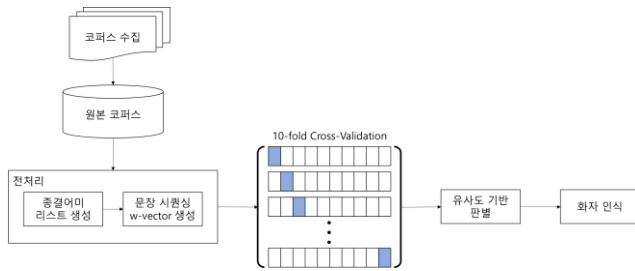 코퍼스 수집
원본 코퍼스
전처리
종결어미
리스트 생성
문장 시퀀싱
w-vector 생성
10-fold Cross-Validation
유사도 기반
판별
화자 인식